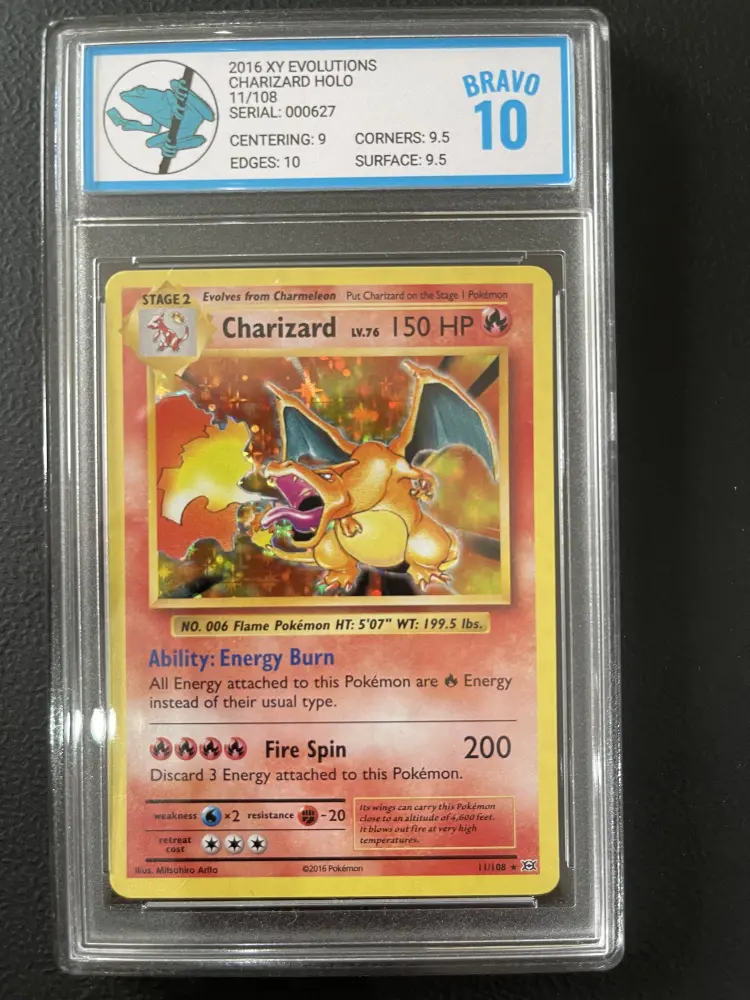 2016 XY EVOLUTIONS
CHARIZARD HOLO
11/108
SERIAL: 000627
CENTERING: 9 CORNERS: 9.5
EDGES: 10 SURFACE: 9.5
BRAVO
10
STAGE 2 Evolves from Charmeleon Put Charizard on the Stage 1 Pokémon
Charizard LV.76 150 HP
NO. 006 Flame Pokémon HT: 5'07" WT: 199.5 lbs.
Ability: Energy Burn
All Energy attached to this Pokémon are Energy
instead of their usual type.
Fire Spin 200
Discard 3 Energy attached to this Pokémon.
weakness ×2 resistance -20
retreat
cost
Its wings can carry this Pokémon
close to an altitude of 4,600 feet.
It blows out fire at very high
temperatures.
Illus. Mitsuhiro Arita
©2016 Pokémon
11/108 ★